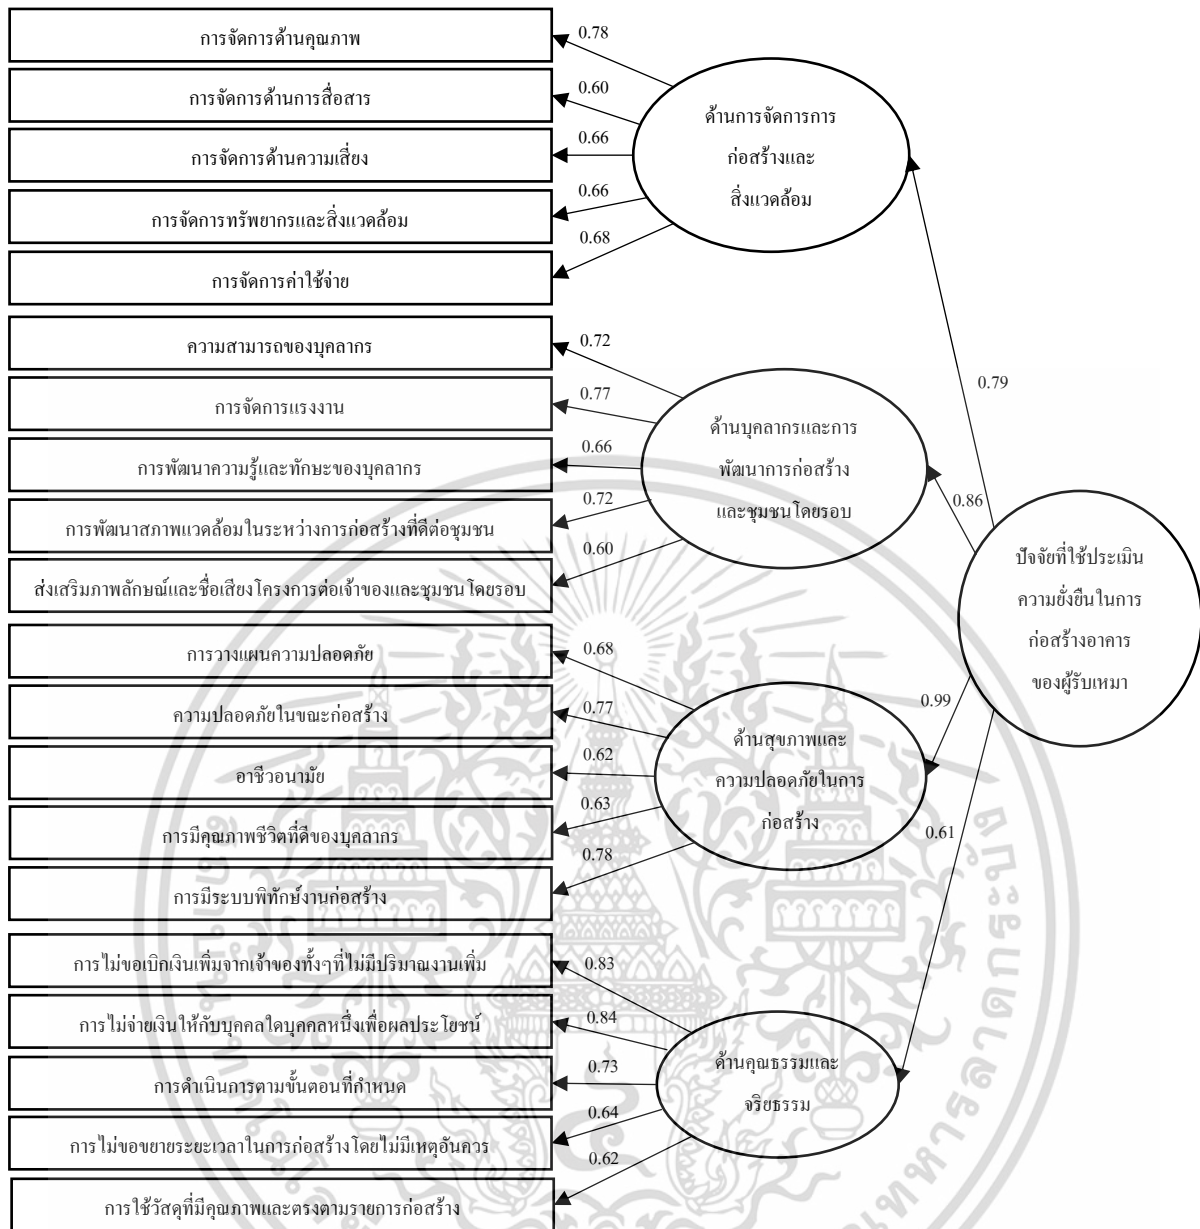 การจัดการด้านคุณภาพ
0.78
การจัดการด้านการสื่อสาร
0.60
การจัดการด้านความเสี่ยง
0.66
การจัดการทรัพยากรและสิ่งแวดล้อม
0.66
การจัดการค่าใช้จ่าย
0.68
ด้านการจัดการการ
ก่อสร้างและ
สิ่งแวดล้อม
0.79
ความสามารถของบุคลากร
0.72
การจัดการแรงงาน
0.77
การพัฒนาความรู้และทักษะของบุคลากร
0.66
การพัฒนาสภาพแวดล้อมในระหว่างการก่อสร้างที่ดีต่อชุมชน
0.72
ส่งเสริมภาพลักษณ์และชื่อเสียงโครงการต่อเจ้าของและชุมชนโดยรอบ
0.60
ด้านบุคลากรและการ
พัฒนาการก่อสร้าง
และชุมชนโดยรอบ
0.86
ปัจจัยที่ใช้ประเมิน
ความยั่งยืนในการ
ก่อสร้างอาคาร
ของผู้รับเหมา
การวางแผนความปลอดภัย
0.68
ความปลอดภัยในขณะก่อสร้าง
0.77
อาชีวอนามัย
0.62
การมีคุณภาพชีวิตที่ดีของบุคลากร
0.63
การมีระบบพิทักษ์งานก่อสร้าง
0.78
ด้านสุขภาพและ
ความปลอดภัยในการ
ก่อสร้าง
0.99
การไม่ขอเบิกเงินเพิ่มจากเจ้าของทั้งๆที่ไม่มีปริมาณงานเพิ่ม
0.83
การไม่จ่ายเงินให้กับบุคคลใดบุคคลหนึ่งเพื่อผลประโยชน์
0.84
การดำเนินการตามขั้นตอนที่กำหนด
0.73
การไม่ขอขยายระยะเวลาในการก่อสร้างโดยไม่มีเหตุอันควร
0.64
การใช้วัสดุที่มีคุณภาพและตรงตามรายการก่อสร้าง
0.62
ด้านคุณธรรมและ
จริยธรรม
0.61